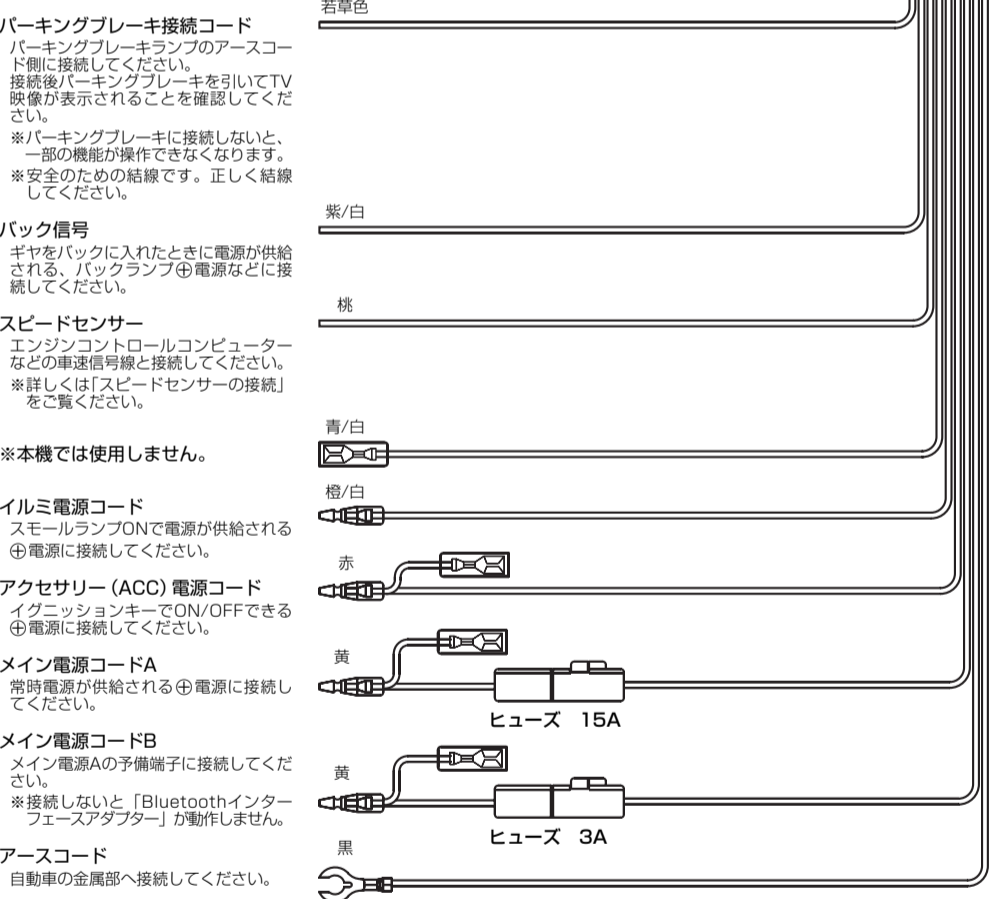 若草色
パーキングブレーキ接続コード
パーキングブレーキランプのアースコー
ド側に接続してください。
接続後パーキングブレーキを引いてTV
映像が表示されることを確認してくだ
さい。
※パーキングブレーキに接続しないと、
一部の機能が操作できなくなります。
※安全のための結線です。正しく結線
してください。
紫/白
バック信号
ギヤをバックに入れたときに電源が供給
される、バックランプ⊕電源などに接
続してください。
桃
スピードセンサー
エンジンコントロールコンピューター
などの車速信号線と接続してください。
※詳しくは「スピードセンサーの接続」
をご覧ください。
青/白
※本機では使用しません。
橙/白
イルミ電源コード
スモールランプONで電源が供給される
⊕電源に接続してください。
赤
アクセサリー(ACC)電源コード
イグニッションキーでON/OFFできる
⊕電源に接続してください。
黄
メイン電源コードA
常時電源が供給される⊕電源に接続し
てください。
ヒューズ 15A
メイン電源コードB
メイン電源Aの予備端子に接続してくだ
さい。
※接続しないと「Bluetoothインター
フェースアダプター」が動作しません。
黄
ヒューズ 3A
黒
アースコード
自動車の金属部へ接続してください。